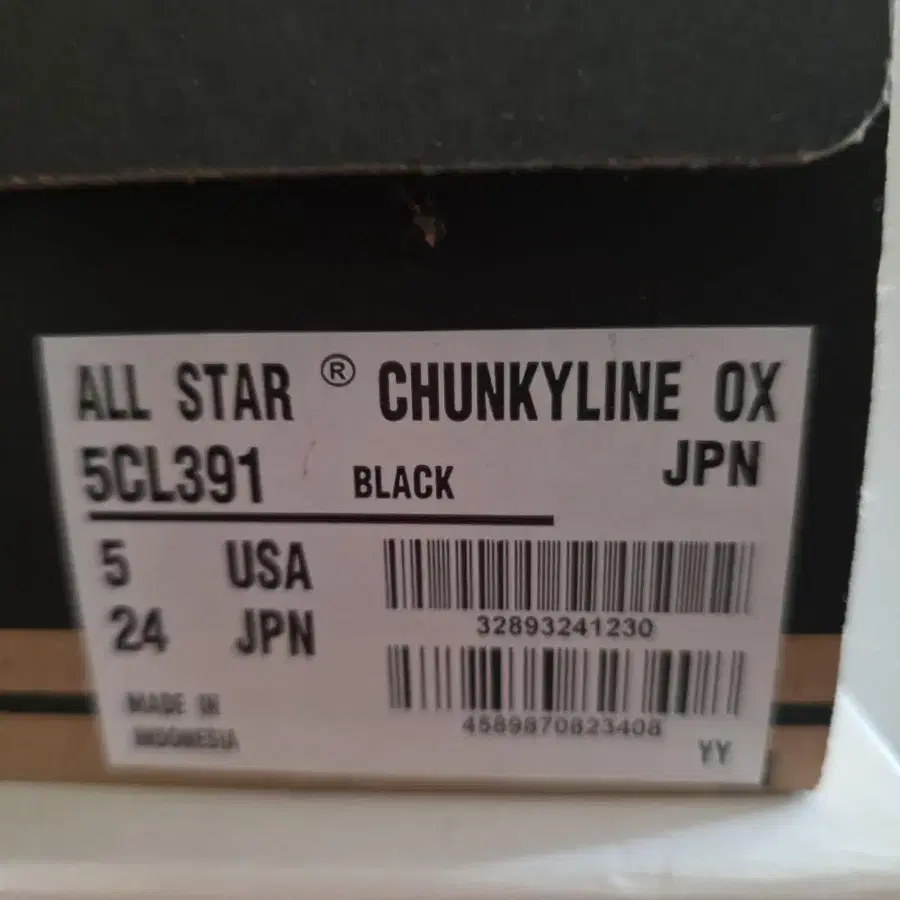 ALL STAR ® CHUNKYLINE OX
5CL391 BLACK JPN
5 USA
24 JPN
32893241230
4589870823408
MADE IN
INDONESIA
YY